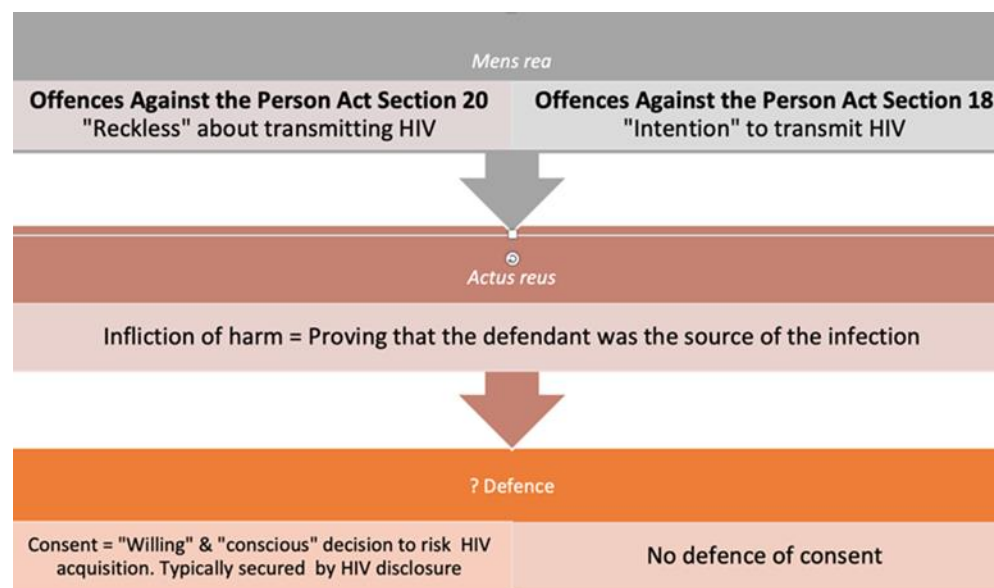 Mens rea
Offences Against the Person Act Section 20
"Reckless" about transmitting HIV
Offences Against the Person Act Section 18
"Intention" to transmit HIV
Actus reus
Infliction of harm = Proving that the defendant was the source of the infection
? Defence
Consent = "Willing" & "conscious" decision to risk HIV
acquisition. Typically secured by HIV disclosure
No defence of consent